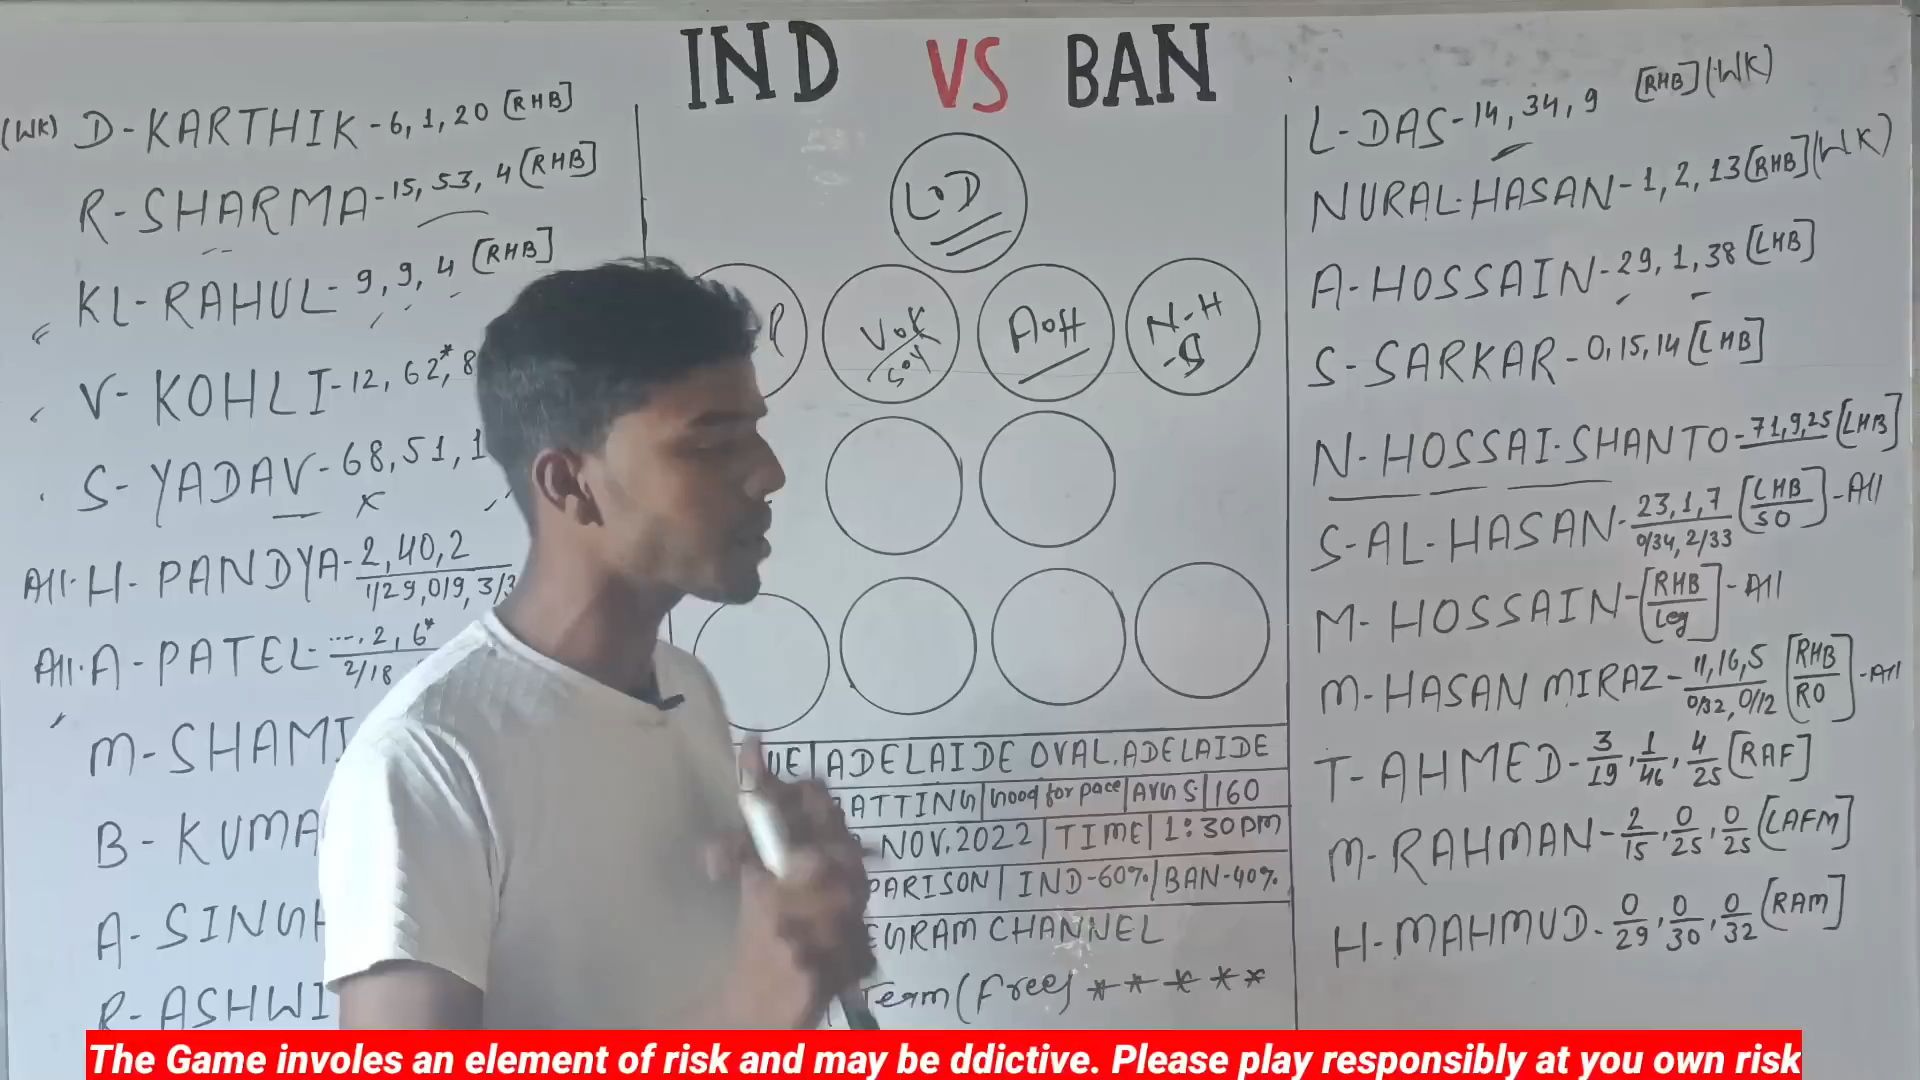 IND VS BAN
(WK) D-KARTHIK-6,1,20 [RHB]
R-SHARMA-15,53,4 [RHB]
KL-RAHUL-9,9,4 [RHB]
V-KOHLI-12,62*,8
S-YADAV-68,51,1
All.H-PANDYA-2,40,2
1/29,0/9,3/3
All.A-PATEL-...,2,6*
2/18
M-SHAMI
B-KUMA
A-SINGH
R-ASHWI
L.D
R
V.K
S.Y
A.H
N-H
-S
UE|ADELAIDE OVAL,ADELAIDE
BATTING|Good for pace|AVG S.|160
NOV.2022|TIME|1:30PM
PARISON|IND-60%|BAN-40%
EGRAM CHANNEL
Team (free) *****
L-DAS-14,34,9 [RHB](WK)
NURAL-HASAN-1,2,13[RHB](WK)
A-HOSSAIN-29,1,38[LHB]
S-SARKAR-0,15,14[LHB]
N-HOSSAI.SHANTO-71,9,25[LHB]
S-AL-HASAN-23,1,7 [LHB/SO]-All
0/34,2/33
M-HOSSAIN-[RHB/Leg]-All
M-HASAN MIRAZ-11,16,5 [RHB/RO]-All
0/32,0/12
T-AHMED-3/19,1/46,4/25[RAF]
M-RAHMAN-2/15,0/25,0/25[LAFM]
H-MAHMUD-0/29,0/30,0/32[RAM]
The Game involes an element of risk and may be ddictive. Please play responsibly at you own risk